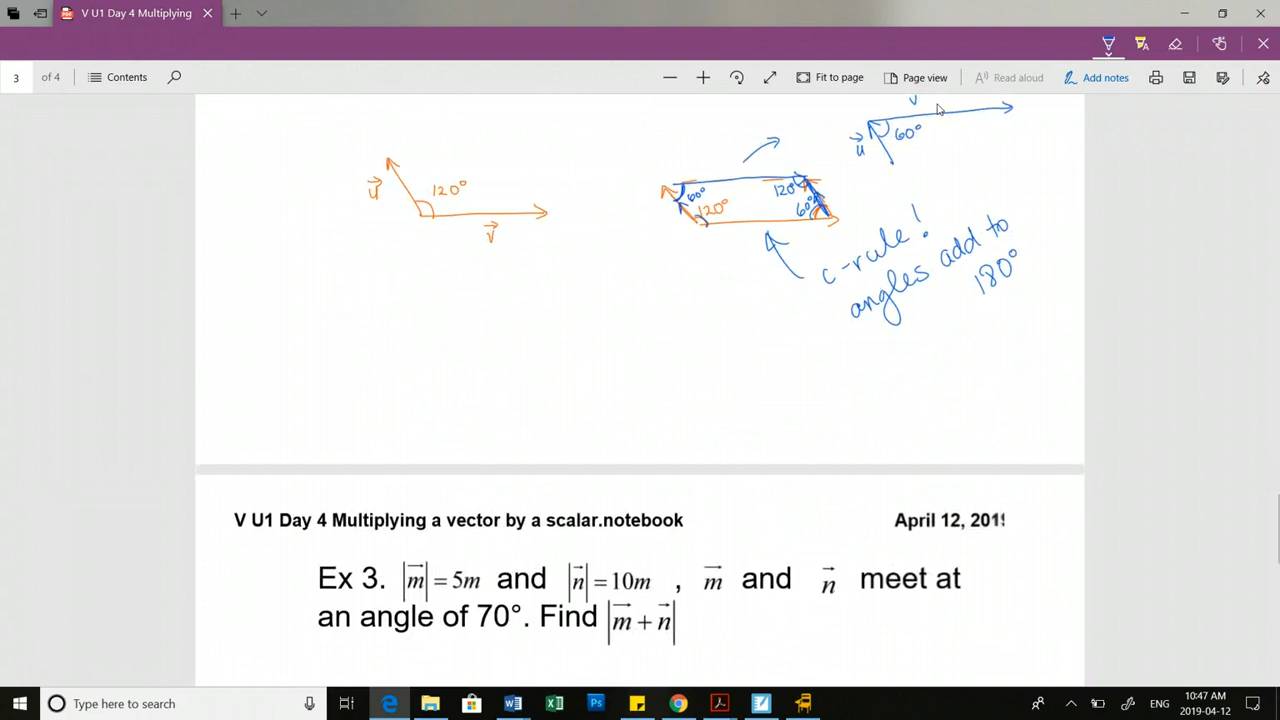 V U1 Day 4 Multiplying
3 of 4 Contents Fit to page Page view Read aloud Add notes
v
u 60°
u 120° v
60° 120° 120° 60°
c-rule!
angles add to
180°
V U1 Day 4 Multiplying a vector by a scalar.notebook April 12, 2019
Ex 3. |m| = 5m and |n| = 10m , m and n meet at
an angle of 70°. Find |m + n|
Type here to search
ENG 10:47 AM
2019-04-12